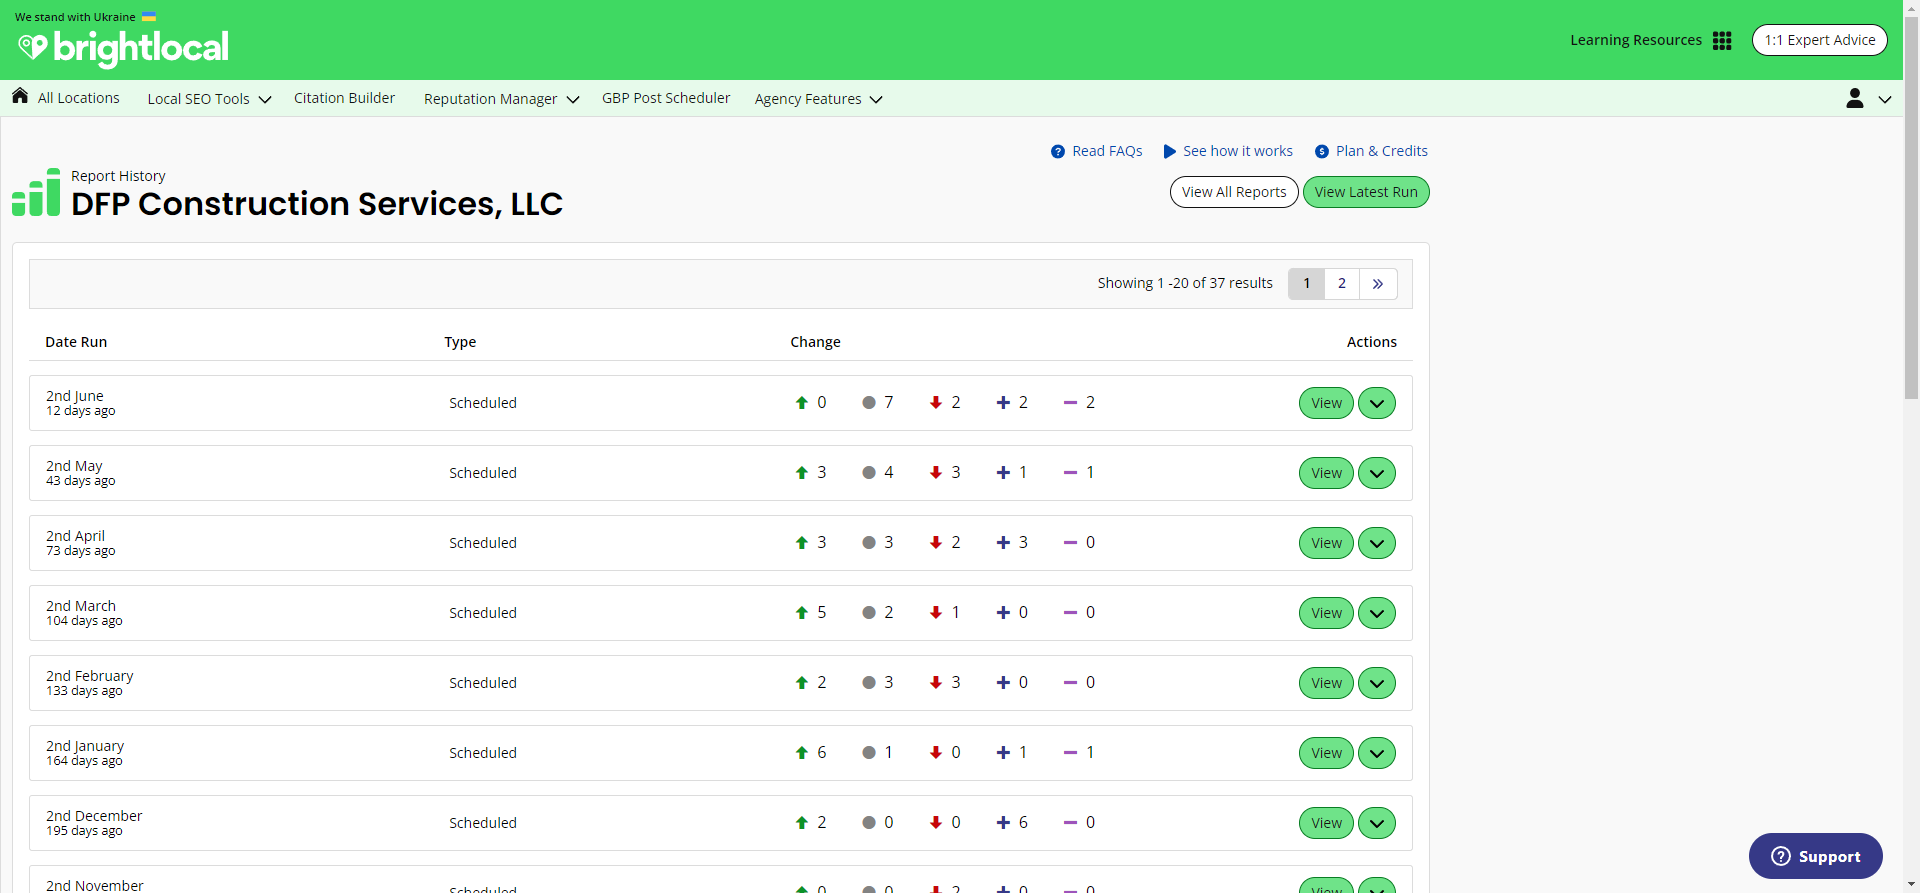 We stand with Ukraine
brightlocal
Learning Resources
1:1 Expert Advice
All Locations
Local SEO Tools
Citation Builder
Reputation Manager
GBP Post Scheduler
Agency Features
Read FAQs
See how it works
Plan & Credits
Report History
DFP Construction Services, LLC
View All Reports
View Latest Run
Showing 1 -20 of 37 results
1 2 »
Date Run Type Change Actions
2nd June
12 days ago
Scheduled 0 7 2 2 2 View
2nd May
43 days ago
Scheduled 3 4 3 1 1 View
2nd April
73 days ago
Scheduled 3 3 2 3 0 View
2nd March
104 days ago
Scheduled 5 2 1 0 0 View
2nd February
133 days ago
Scheduled 2 3 3 0 0 View
2nd January
164 days ago
Scheduled 6 1 0 1 1 View
2nd December
195 days ago
Scheduled 2 0 0 6 0 View
Support
2nd November
Scheduled 0 0 2 0 0 View